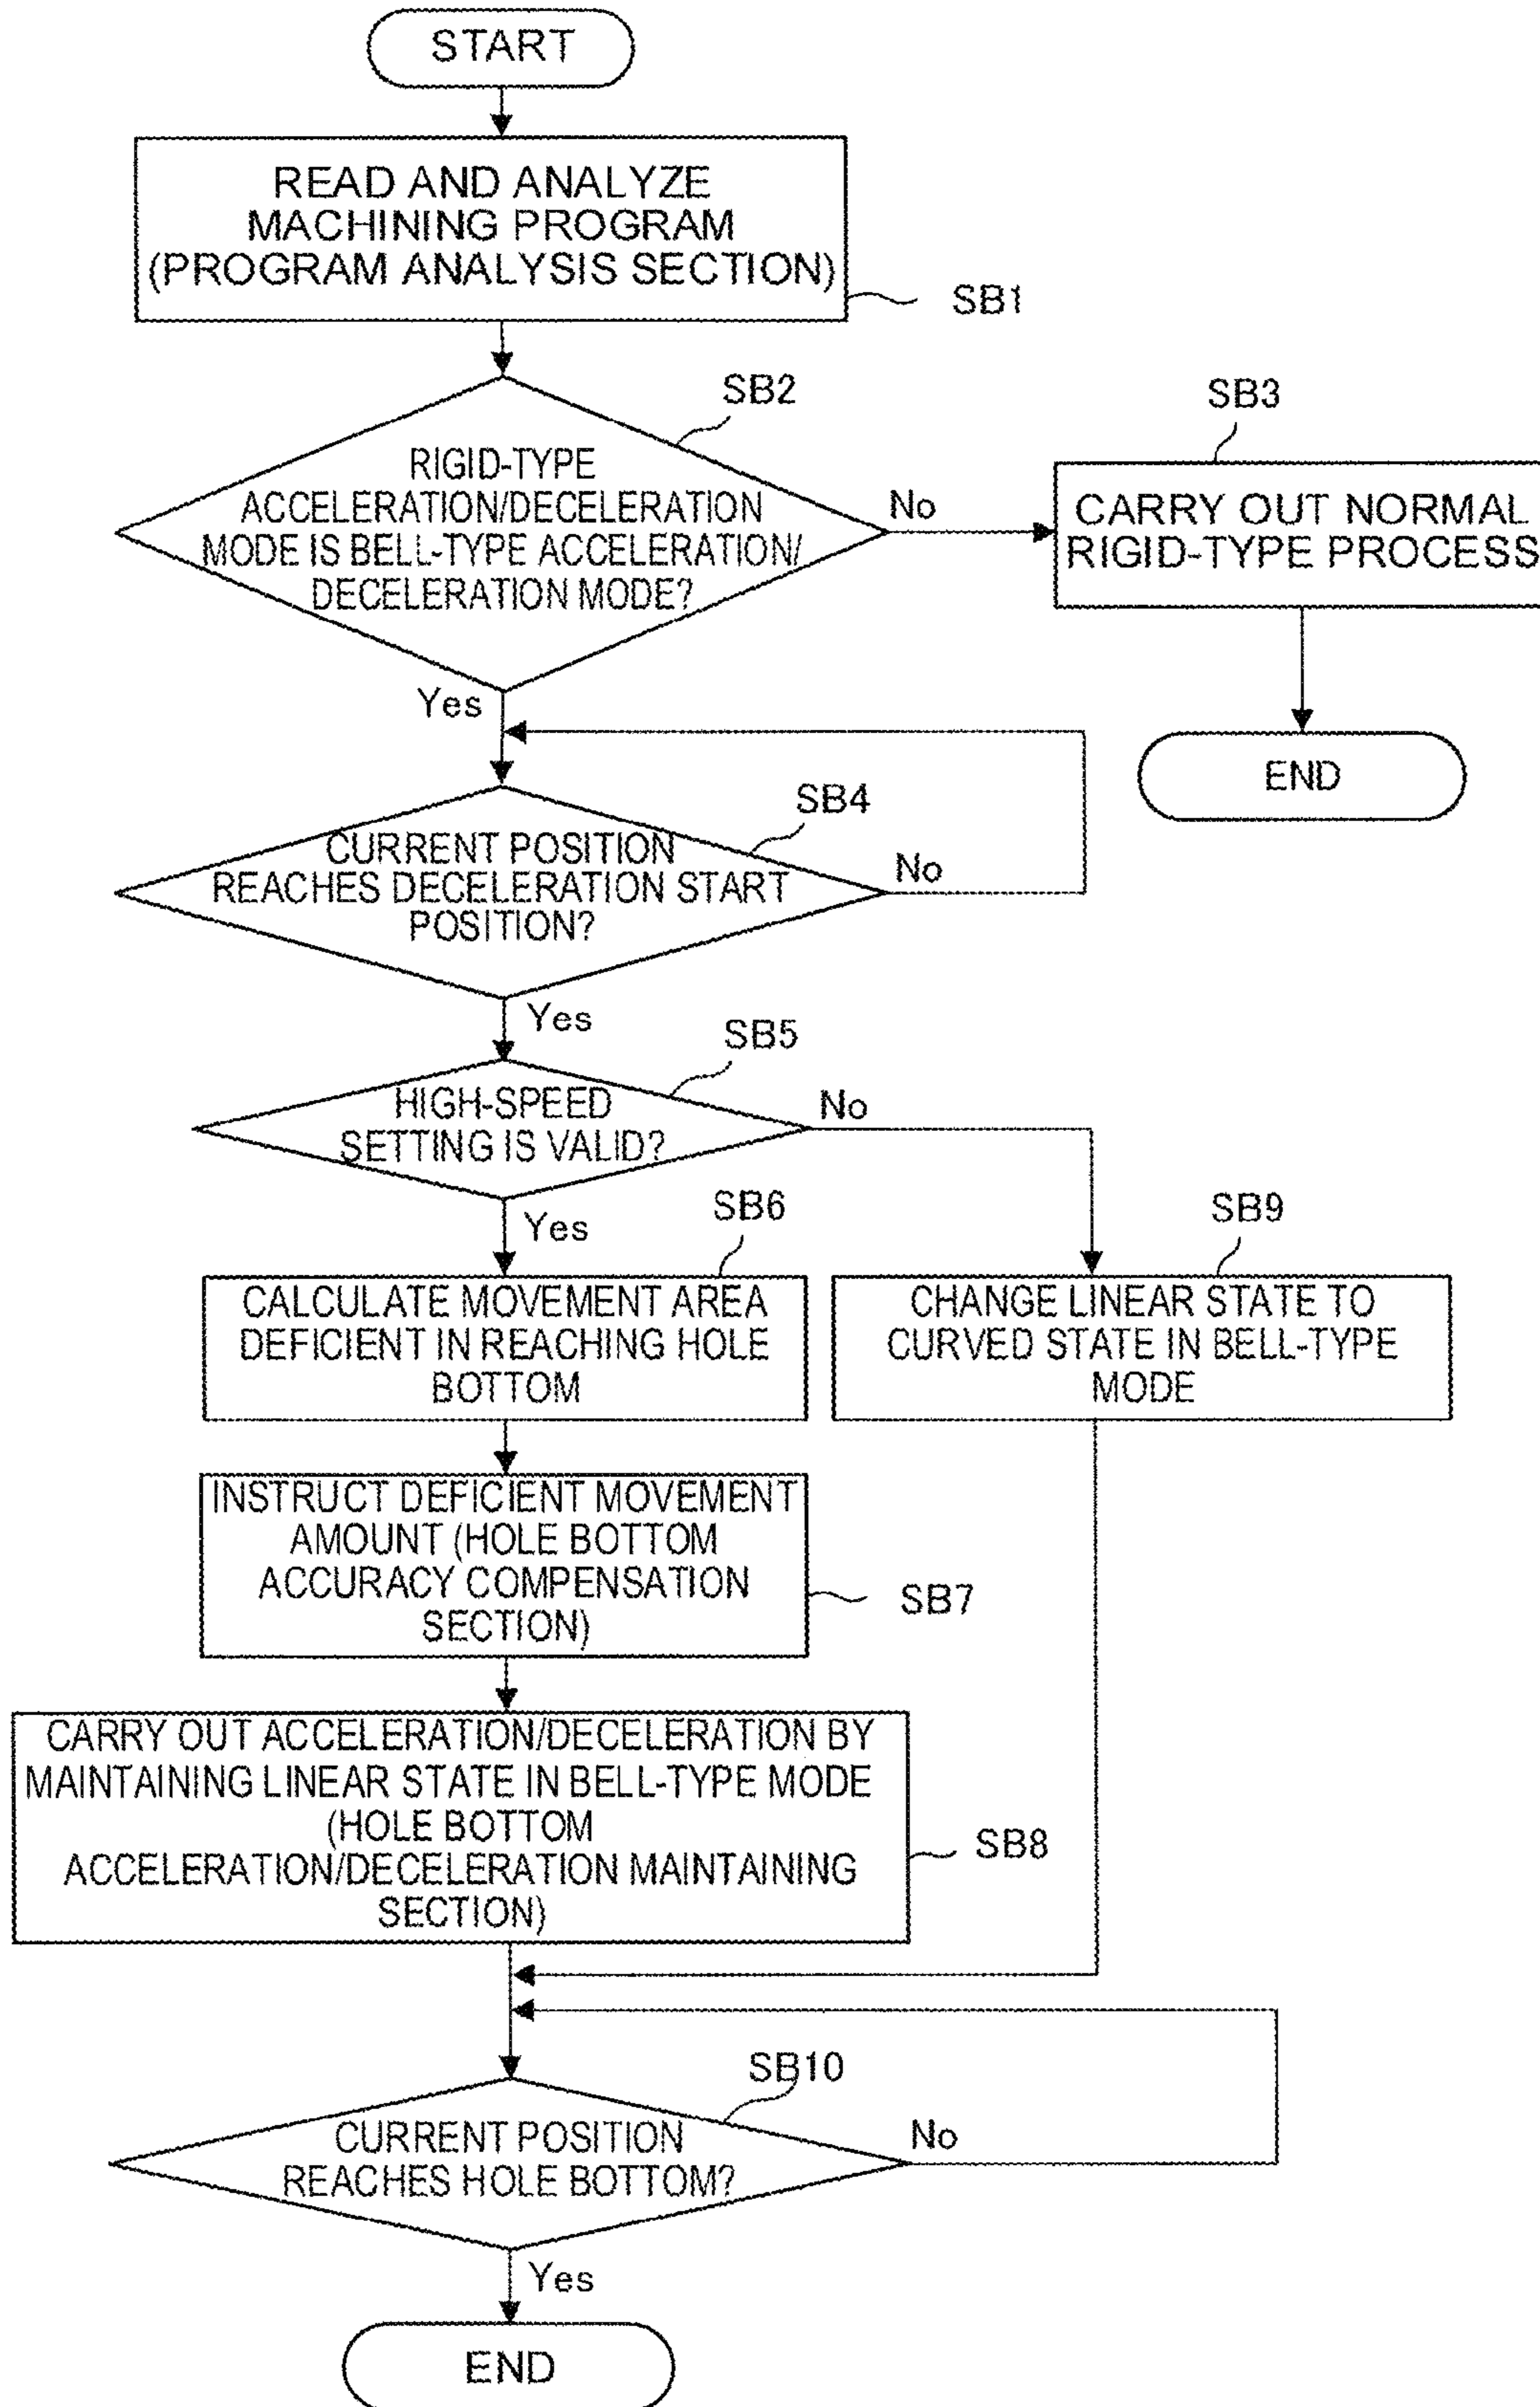 START
READ AND ANALYZE
MACHINING PROGRAM
(PROGRAM ANALYSIS SECTION)
SB1
SB2
RIGID-TYPE
ACCELERATION/DECELERATION
MODE IS BELL-TYPE ACCELERATION/
DECELERATION MODE?
No
SB3
CARRY OUT NORMAL
RIGID-TYPE PROCESS
END
Yes
SB4
CURRENT POSITION
REACHES DECELERATION START
POSITION?
No
Yes
SB5
HIGH-SPEED
SETTING IS VALID?
No
Yes
SB6
CALCULATE MOVEMENT AREA
DEFICIENT IN REACHING HOLE
BOTTOM
SB9
CHANGE LINEAR STATE TO
CURVED STATE IN BELL-TYPE
MODE
INSTRUCT DEFICIENT MOVEMENT
AMOUNT (HOLE BOTTOM
ACCURACY COMPENSATION
SECTION)
SB7
CARRY OUT ACCELERATION/DECELERATION BY
MAINTAINING LINEAR STATE IN BELL-TYPE MODE
(HOLE BOTTOM
ACCELERATION/DECELERATION MAINTAINING
SECTION)
SB8
SB10
CURRENT POSITION
REACHES HOLE BOTTOM?
No
Yes
END